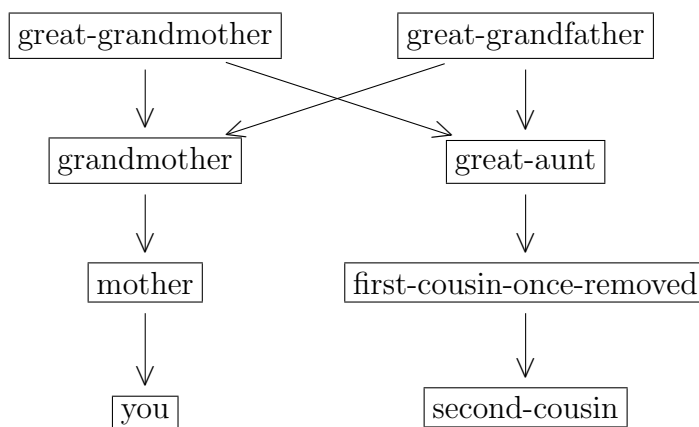 great-grandmother
great-grandfather
grandmother
great-aunt
mother
first-cousin-once-removed
you
second-cousin